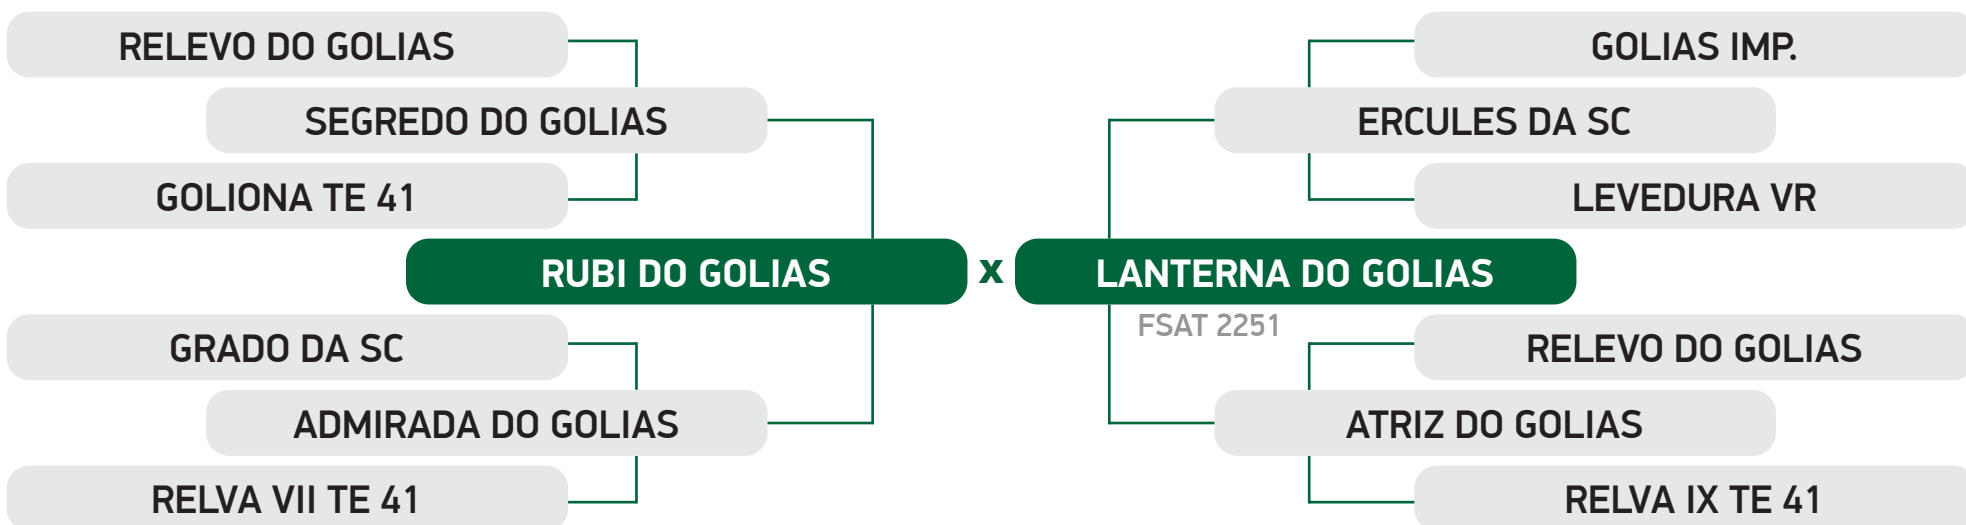 RELEVO DO GOLIAS
GOLIAS IMP.
SEGREDO DO GOLIAS
ERCULES DA SC
GOLIONA TE 41
LEVEDURA VR
RUBI DO GOLIAS x LANTERNA DO GOLIAS
FSAT 2251
GRADO DA SC
RELEVO DO GOLIAS
ADMIRADA DO GOLIAS
ATRIZ DO GOLIAS
RELVA VII TE 41
RELVA IX TE 41